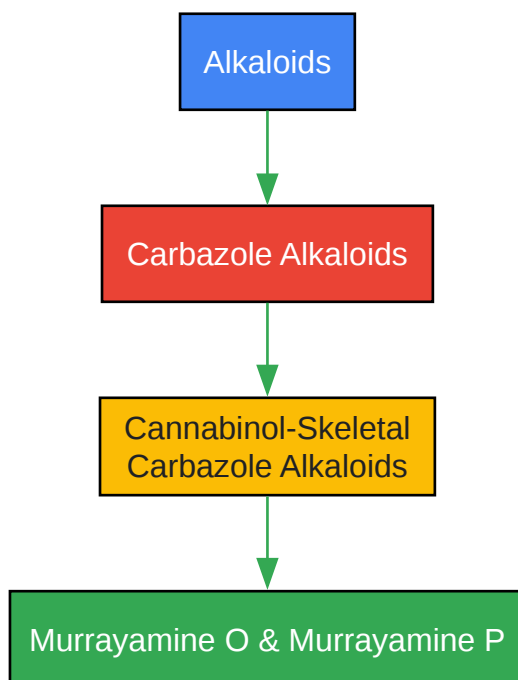 Alkaloids
Carbazole Alkaloids
Cannabinol-Skeletal
Carbazole Alkaloids
Murrayamine O & Murrayamine P